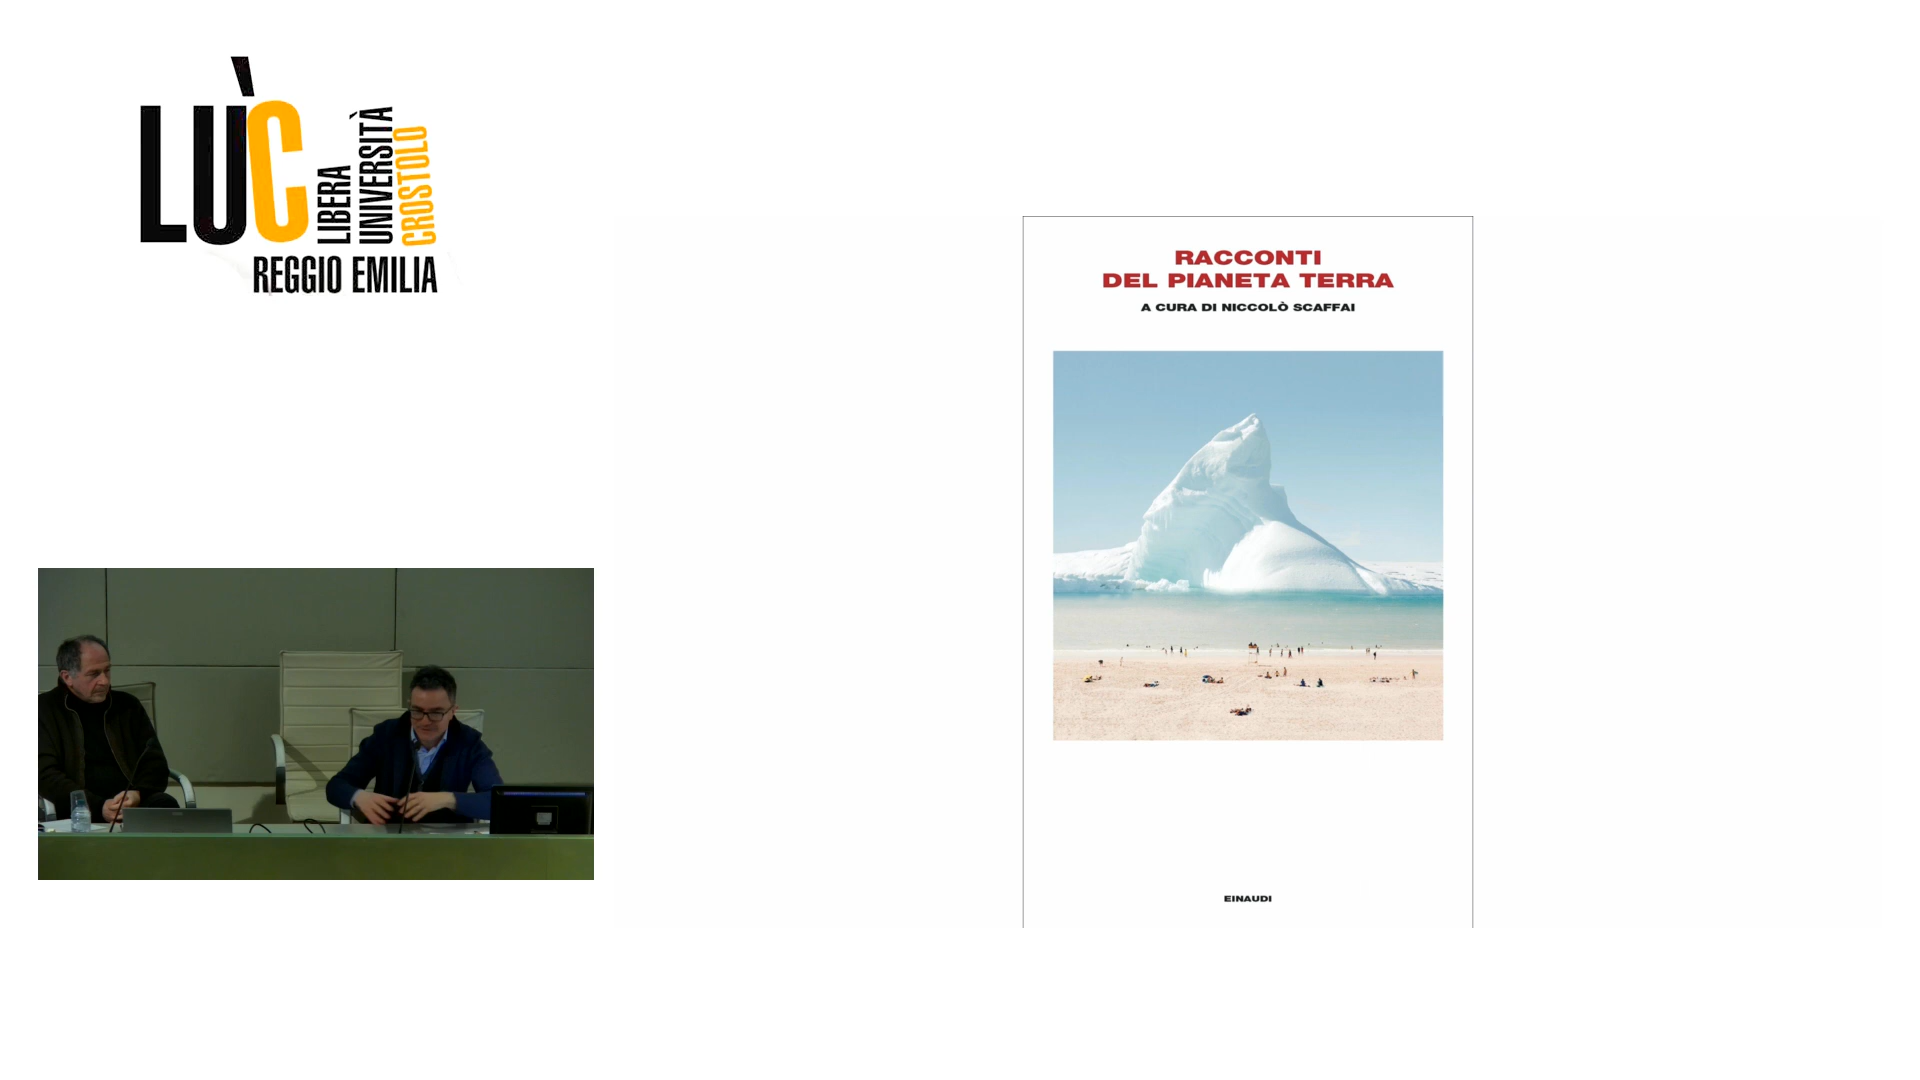 LÙC
LIBERA
UNIVERSITÀ
CROSTOLO
REGGIO EMILIA
RACCONTI
DEL PIANETA TERRA
A CURA DI NICCOLÒ SCAFFAI
EINAUDI